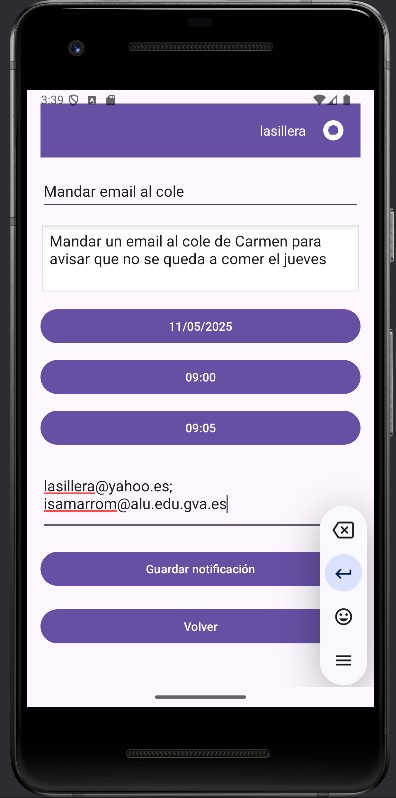 3:39
lasillera
Mandar email al cole
Mandar un email al cole de Carmen para
avisar que no se queda a comer el jueves
11/05/2025
09:00
09:05
lasillera@yahoo.es;
isamarrom@alu.edu.gva.es
Guardar notificación
Volver